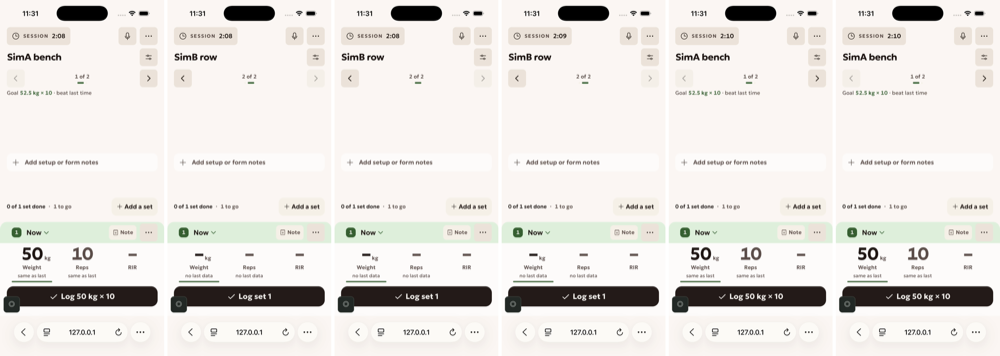 11:31
SESSION 2:08
SimA bench
1 of 2
Goal 52.5 kg × 10 · beat last time
+ Add setup or form notes
0 of 1 set done · 1 to go
+ Add a set
1 Now
Note
50 kg
10
–
Weight
Reps
RIR
same as last
same as last
Log 50 kg × 10
127.0.0.1
11:31
SESSION 2:08
SimB row
2 of 2
+ Add setup or form notes
0 of 1 set done · 1 to go
+ Add a set
1 Now
Note
– kg
–
–
Weight
Reps
RIR
no last data
no last data
Log set 1
127.0.0.1
11:31
SESSION 2:08
SimB row
2 of 2
+ Add setup or form notes
0 of 1 set done · 1 to go
+ Add a set
1 Now
Note
– kg
–
–
Weight
Reps
RIR
no last data
no last data
Log set 1
127.0.0.1
11:31
SESSION 2:09
SimB row
2 of 2
+ Add setup or form notes
0 of 1 set done · 1 to go
+ Add a set
1 Now
Note
– kg
–
–
Weight
Reps
RIR
no last data
no last data
Log set 1
127.0.0.1
11:31
SESSION 2:10
SimA bench
1 of 2
Goal 52.5 kg × 10 · beat last time
+ Add setup or form notes
0 of 1 set done · 1 to go
+ Add a set
1 Now
Note
50 kg
10
–
Weight
Reps
RIR
same as last
same as last
Log 50 kg × 10
127.0.0.1
11:31
SESSION 2:10
SimA bench
1 of 2
Goal 52.5 kg × 10 · beat last time
+ Add setup or form notes
0 of 1 set done · 1 to go
+ Add a set
1 Now
Note
50 kg
10
–
Weight
Reps
RIR
same as last
same as last
Log 50 kg × 10
127.0.0.1